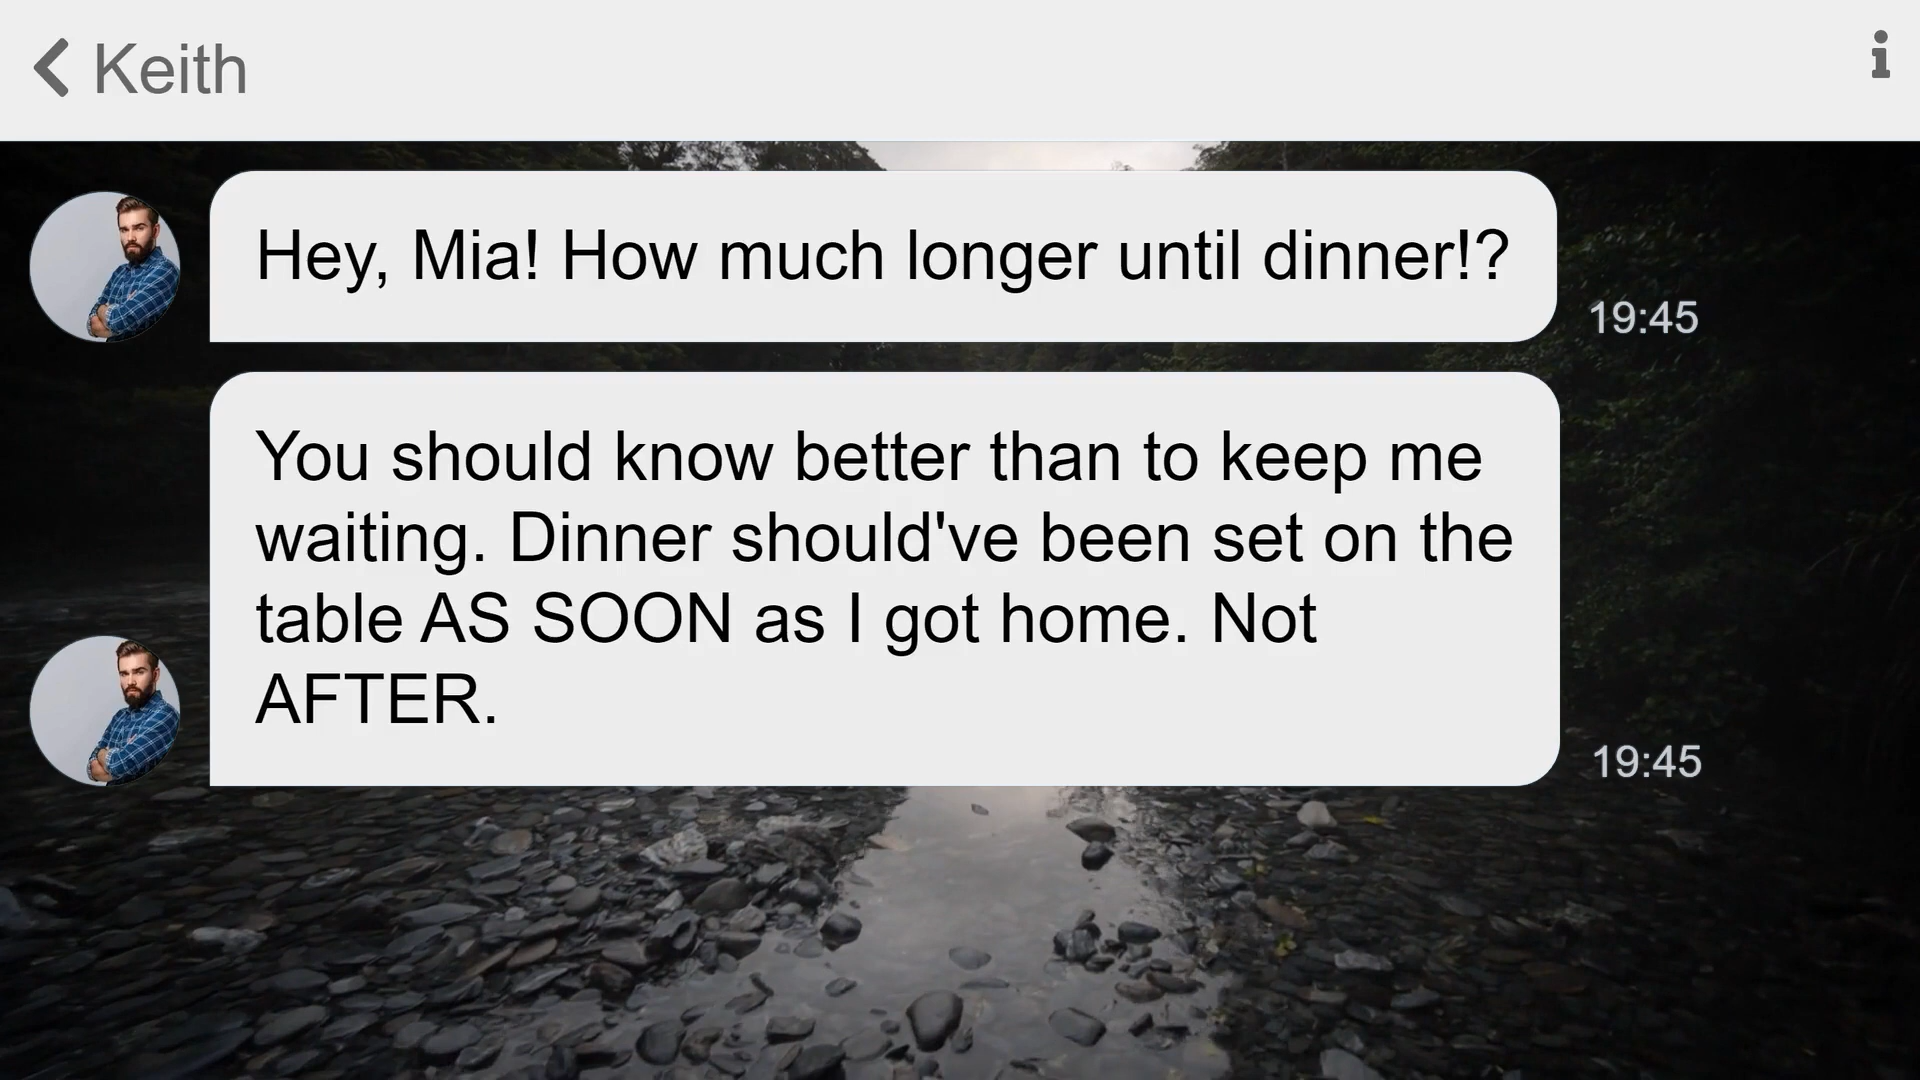 Keith
Hey, Mia! How much longer until dinner!?
19:45
You should know better than to keep me
waiting. Dinner should've been set on the
table AS SOON as I got home. Not
AFTER.
19:45